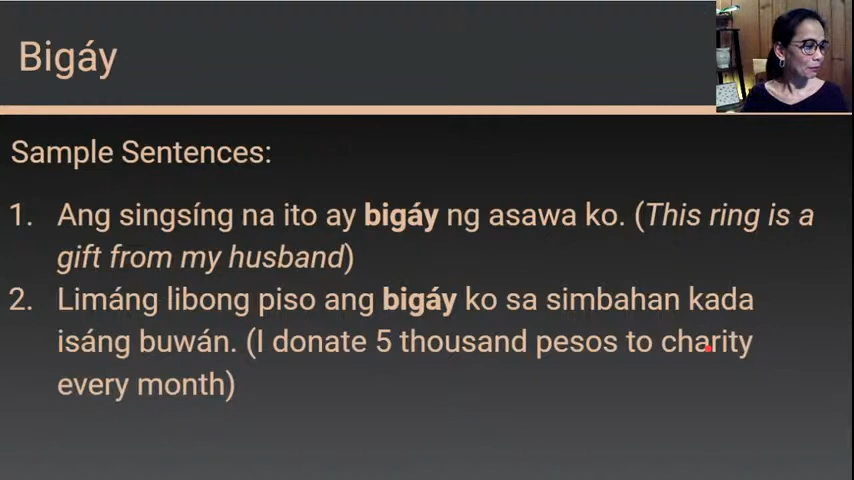 Bigáy
Sample Sentences:
1. Ang singsíng na ito ay bigáy ng asawa ko. (This ring is a
gift from my husband)
2. Limáng libong piso ang bigáy ko sa simbahan kada
isáng buwán. (I donate 5 thousand pesos to charity
every month)